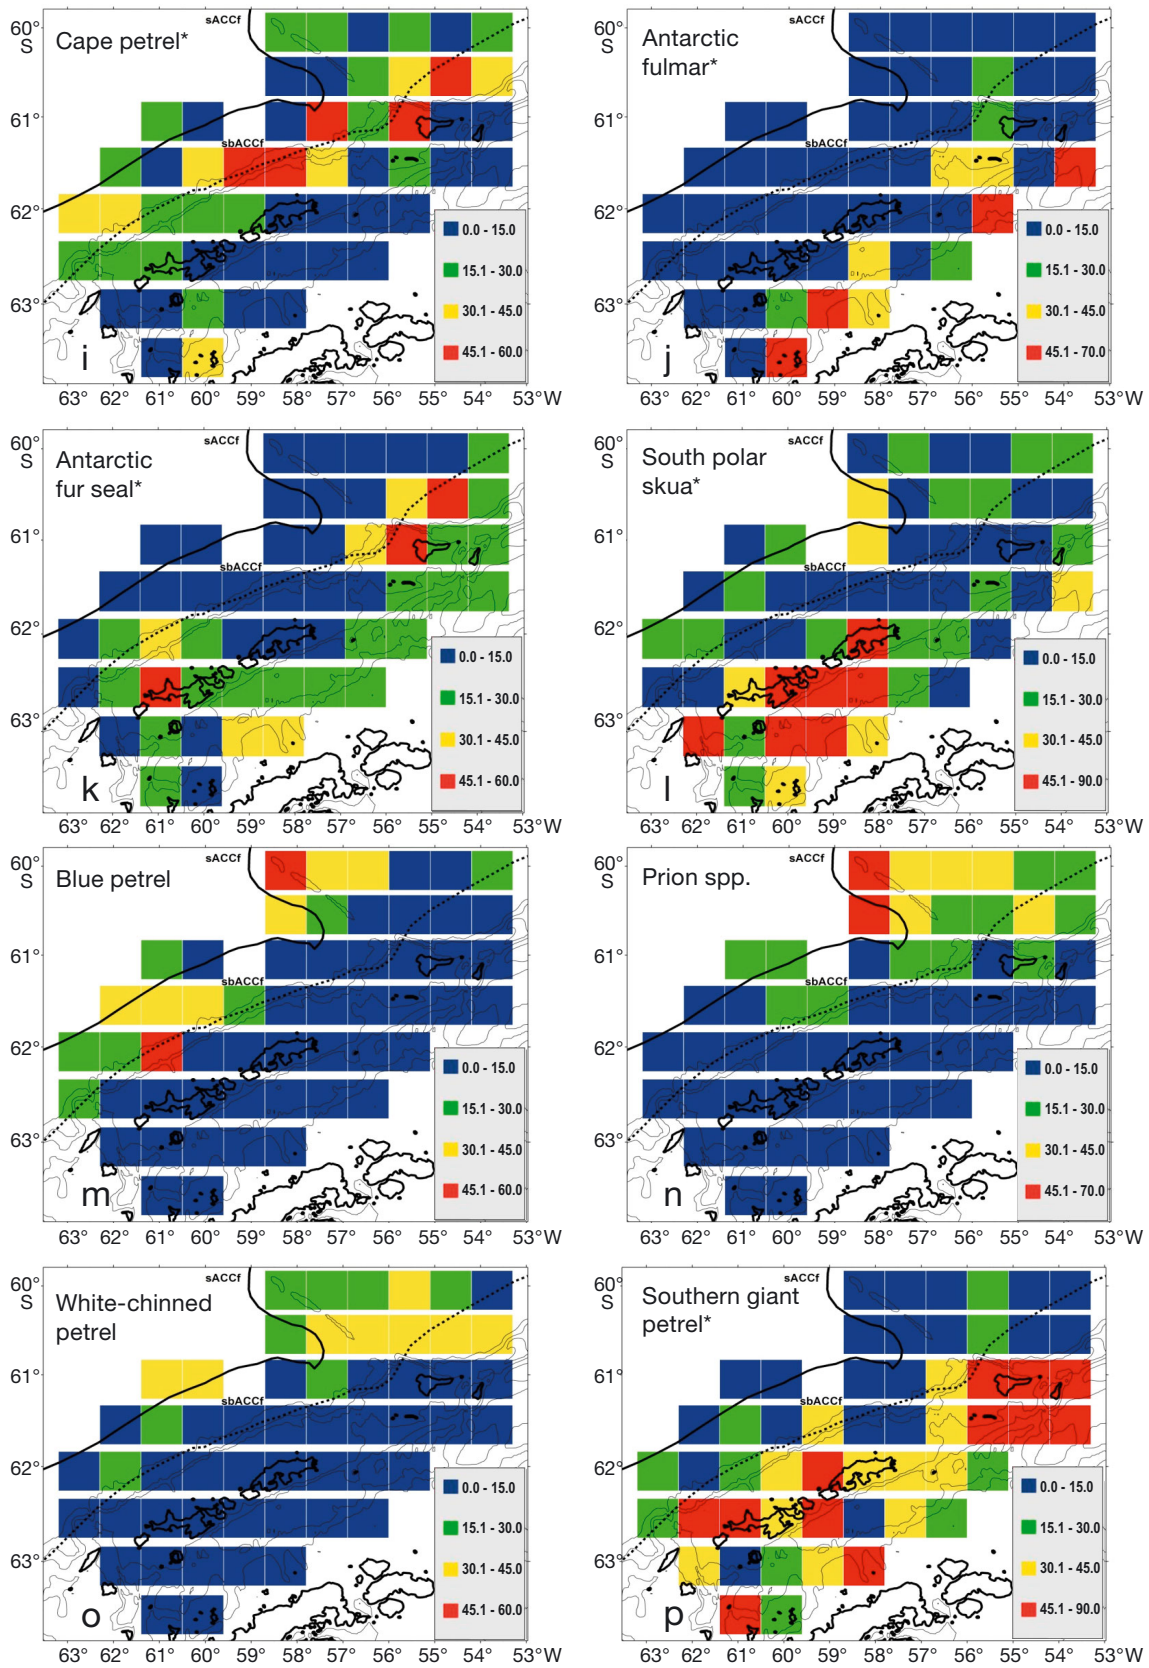 60°
S
61°
62°
63°
Cape petrel*
sACCf
sbACCf
i
0.0 - 15.0
15.1 - 30.0
30.1 - 45.0
45.1 - 60.0
63° 62° 61° 60° 59° 58° 57° 56° 55° 54° 53°W
60°
S
61°
62°
63°
Antarctic
fulmar*
sACCf
sbACCf
j
0.0 - 15.0
15.1 - 30.0
30.1 - 45.0
45.1 - 70.0
63° 62° 61° 60° 59° 58° 57° 56° 55° 54° 53°W
60°
S
61°
62°
63°
Antarctic
fur seal*
sACCf
sbACCf
k
0.0 - 15.0
15.1 - 30.0
30.1 - 45.0
45.1 - 60.0
63° 62° 61° 60° 59° 58° 57° 56° 55° 54° 53°W
60°
S
61°
62°
63°
South polar
skua*
sACCf
sbACCf
l
0.0 - 15.0
15.1 - 30.0
30.1 - 45.0
45.1 - 90.0
63° 62° 61° 60° 59° 58° 57° 56° 55° 54° 53°W
60°
S
61°
62°
63°
Blue petrel
sACCf
sbACCf
m
0.0 - 15.0
15.1 - 30.0
30.1 - 45.0
45.1 - 60.0
63° 62° 61° 60° 59° 58° 57° 56° 55° 54° 53°W
60°
S
61°
62°
63°
Prion spp.
sACCf
sbACCf
n
0.0 - 15.0
15.1 - 30.0
30.1 - 45.0
45.1 - 70.0
63° 62° 61° 60° 59° 58° 57° 56° 55° 54° 53°W
60°
S
61°
62°
63°
White-chinned
petrel
sACCf
sbACCf
o
0.0 - 15.0
15.1 - 30.0
30.1 - 45.0
45.1 - 60.0
63° 62° 61° 60° 59° 58° 57° 56° 55° 54° 53°W
60°
S
61°
62°
63°
Southern giant
petrel*
sACCf
sbACCf
p
0.0 - 15.0
15.1 - 30.0
30.1 - 45.0
45.1 - 90.0
63° 62° 61° 60° 59° 58° 57° 56° 55° 54° 53°W